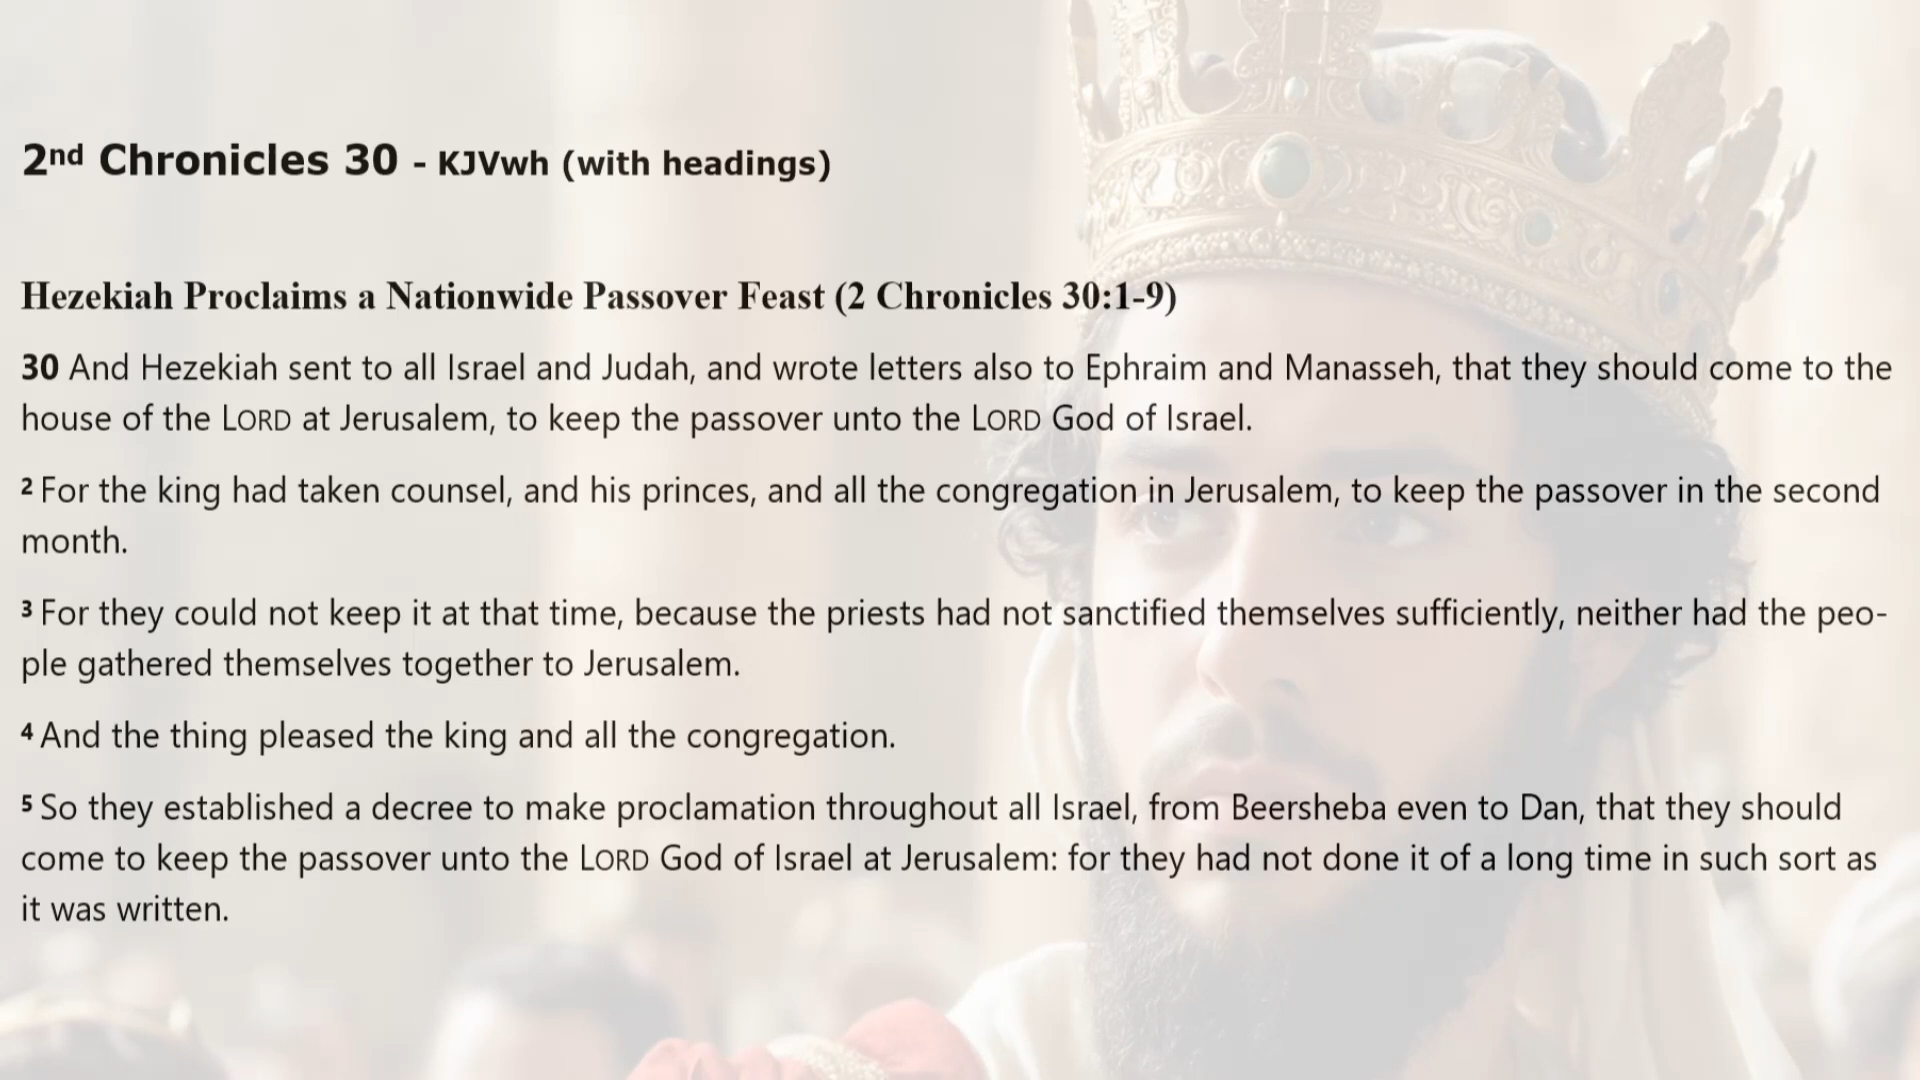 2nd Chronicles 30 - KJVwh (with headings)
Hezekiah Proclaims a Nationwide Passover Feast (2 Chronicles 30:1-9)
30 And Hezekiah sent to all Israel and Judah, and wrote letters also to Ephraim and Manasseh, that they should come to the
house of the LORD at Jerusalem, to keep the passover unto the LORD God of Israel.
2 For the king had taken counsel, and his princes, and all the congregation in Jerusalem, to keep the passover in the second
month.
3 For they could not keep it at that time, because the priests had not sanctified themselves sufficiently, neither had the peo-
ple gathered themselves together to Jerusalem.
4 And the thing pleased the king and all the congregation.
5 So they established a decree to make proclamation throughout all Israel, from Beersheba even to Dan, that they should
come to keep the passover unto the LORD God of Israel at Jerusalem: for they had not done it of a long time in such sort as
it was written.